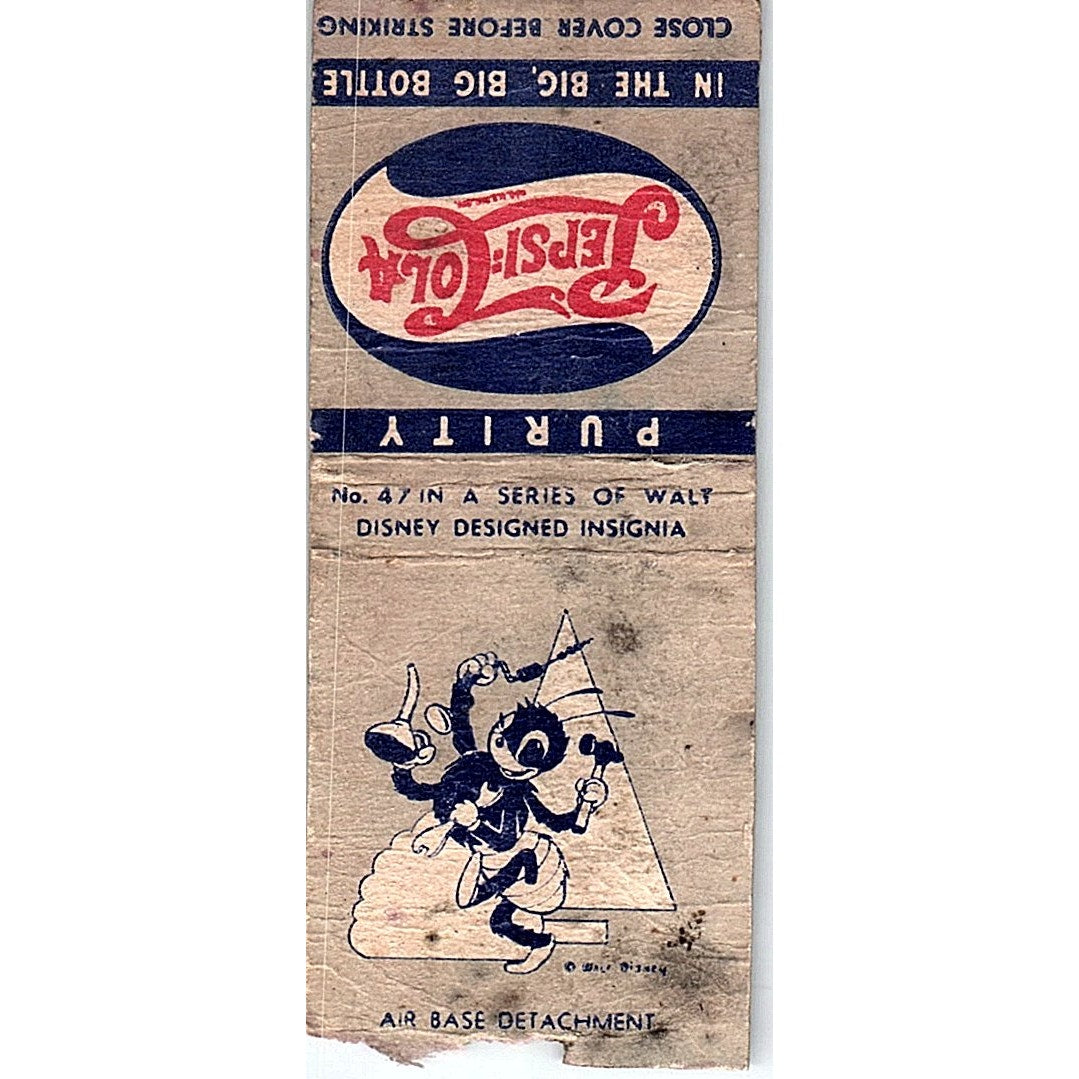 CLOSE COVER BEFORE STRIKING
IN THE BIG, BIG BOTTLE
PEPSI:COLA
PURITY
No. 47 IN A SERIES OF WALT
DISNEY DESIGNED INSIGNIA
© WALT DISNEY
AIR BASE DETACHMENT